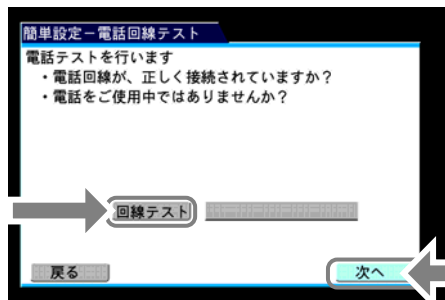 簡単設定－電話回線テスト
電話テストを行います
・電話回線が、正しく接続されていますか？
・電話をご使用中ではありませんか？
回線テスト
戻る
次へ